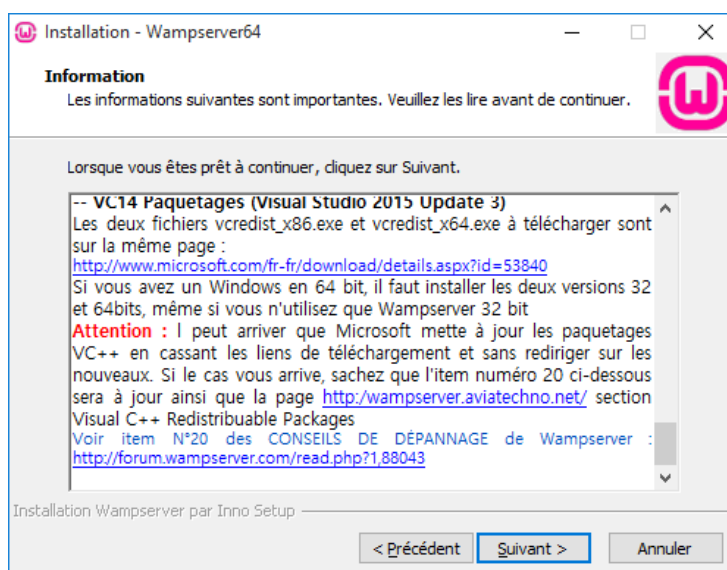 Installation - Wampserver64
Information
Les informations suivantes sont importantes. Veuillez les lire avant de continuer.
Lorsque vous êtes prêt à continuer, cliquez sur Suivant.
-- VC14 Paquetages (Visual Studio 2015 Update 3)
Les deux fichiers vcredist_x86.exe et vcredist_x64.exe à télécharger sont
sur la même page :
http://www.microsoft.com/fr-fr/download/details.aspx?id=53840
Si vous avez un Windows en 64 bit, il faut installer les deux versions 32
et 64bits, même si vous n'utilisez que Wampserver 32 bit
Attention : l peut arriver que Microsoft mette à jour les paquetages
VC++ en cassant les liens de téléchargement et sans rediriger sur les
nouveaux. Si le cas vous arrive, sachez que l'item numéro 20 ci-dessous
sera à jour ainsi que la page http:/wampserver.aviatechno.net/ section
Visual C++ Redistribuable Packages
Voir item N°20 des CONSEILS DE DÉPANNAGE de Wampserver :
http://forum.wampserver.com/read.php?1,88043
Installation Wampserver par Inno Setup
< Précédent Suivant > Annuler